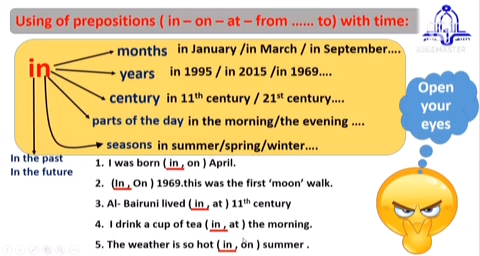 Using of prepositions ( in – on – at – from ...... to) with time:
in
months in January /in March / in September....
years in 1995 / in 2015 /in 1969....
century in 11th century / 21st century....
parts of the day in the morning/the evening ....
seasons in summer/spring/winter....
In the past
In the future
Open
your
eyes
1. I was born ( in , on ) April.
2. (In , On ) 1969.this was the first ‘moon’ walk.
3. Al- Bairuni lived ( in , at ) 11th century
4. I drink a cup of tea ( in , at ) the morning.
5. The weather is so hot ( in , on ) summer .
KINEMASTER